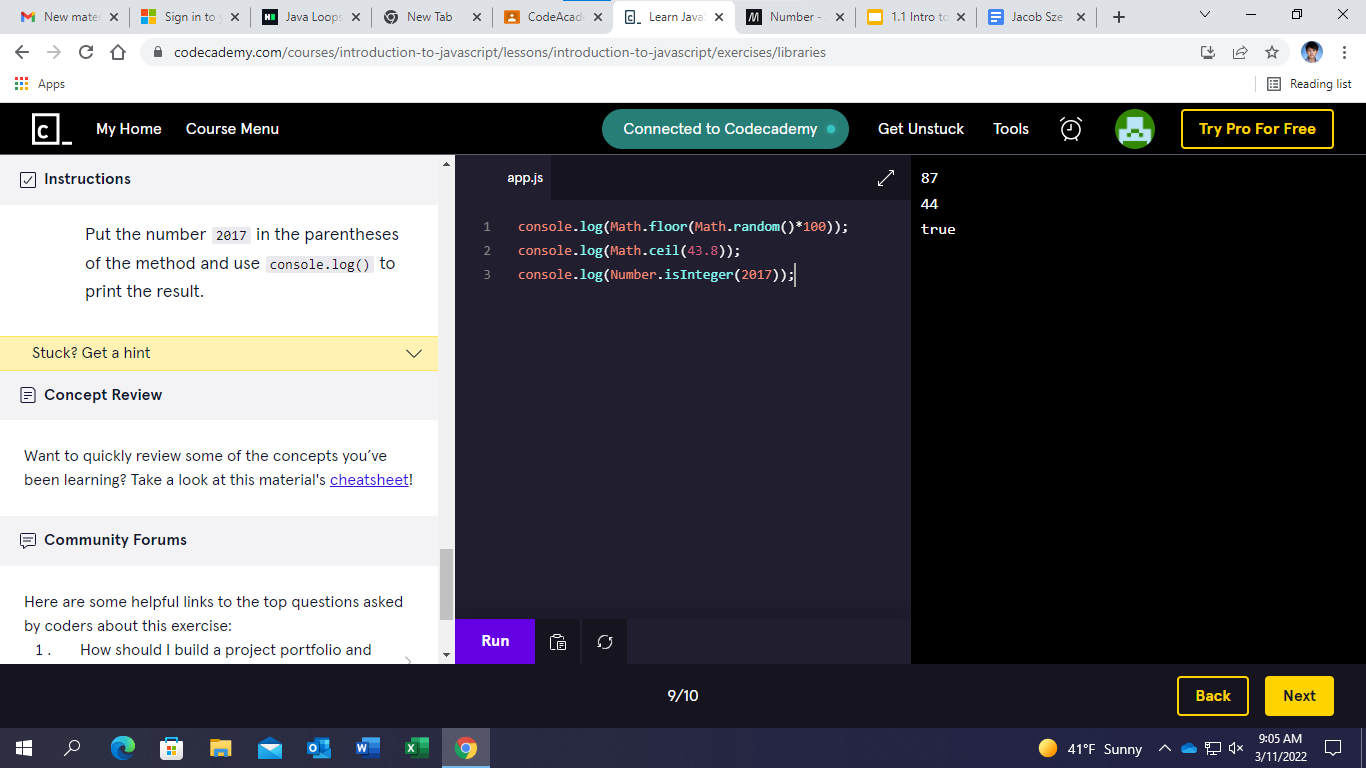 New mater
Sign in to y
Java Loops
New Tab
CodeAcad
Learn Java
Number - J
1.1 Intro to
Jacob Sze
codecademy.com/courses/introduction-to-javascript/lessons/introduction-to-javascript/exercises/libraries
Apps
Reading list
c_
My Home
Course Menu
Connected to Codecademy
Get Unstuck
Tools
Try Pro For Free
Instructions
Put the number 2017 in the parentheses
of the method and use console.log() to
print the result.
Stuck? Get a hint
Concept Review
Want to quickly review some of the concepts you've
been learning? Take a look at this material's cheatsheet!
Community Forums
Here are some helpful links to the top questions asked
by coders about this exercise:
1. How should I build a project portfolio and
app.js
1 console.log(Math.floor(Math.random()*100));
2 console.log(Math.ceil(43.8));
3 console.log(Number.isInteger(2017));
Run
87
44
true
9/10
Back
Next
41°F Sunny
9:05 AM
3/11/2022